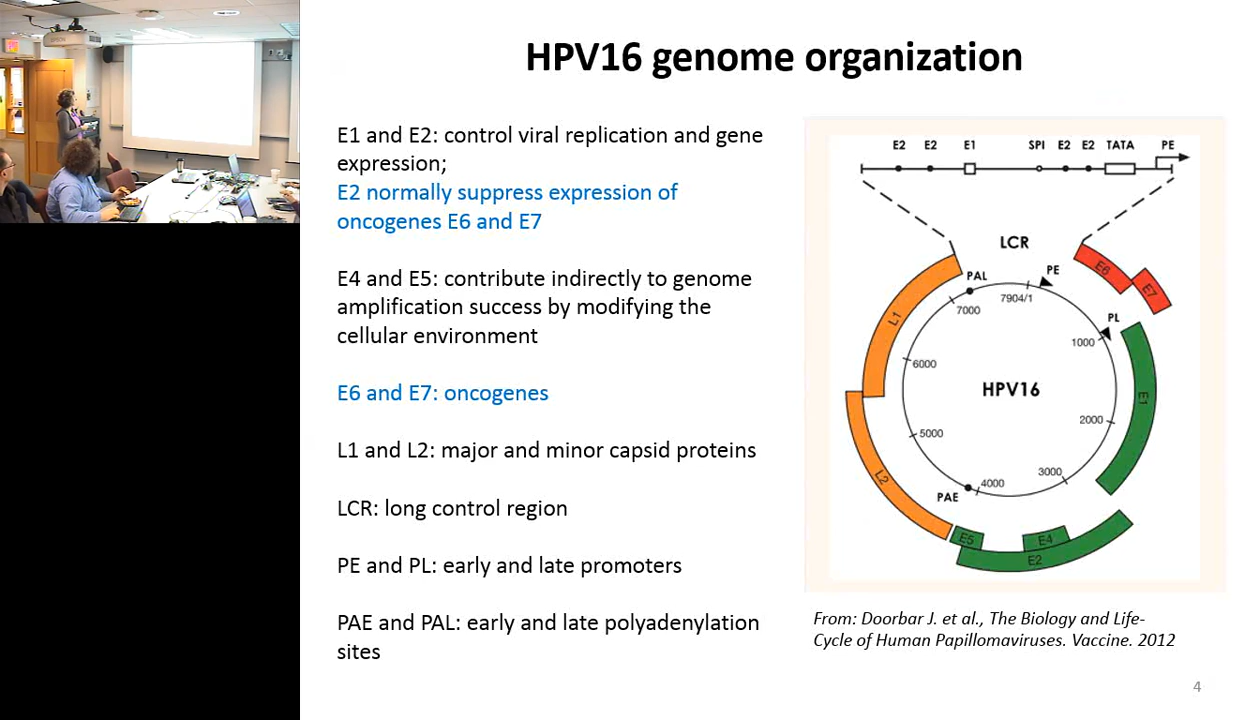 HPV16 genome organization
E1 and E2: control viral replication and gene
expression;
E2 normally suppress expression of
oncogenes E6 and E7
E4 and E5: contribute indirectly to genome
amplification success by modifying the
cellular environment
E6 and E7: oncogenes
L1 and L2: major and minor capsid proteins
LCR: long control region
PE and PL: early and late promoters
PAE and PAL: early and late polyadenylation
sites
E2 E2 E1 SPI E2 E2 TATA PE
LCR
PAL
PE
E6
E7
7904/1
7000
PL
L1
1000
6000
HPV16
E1
2000
5000
3000
L2
4000
PAE
E5
E4
E2
From: Doorbar J. et al., The Biology and Life-
Cycle of Human Papillomaviruses. Vaccine. 2012
4